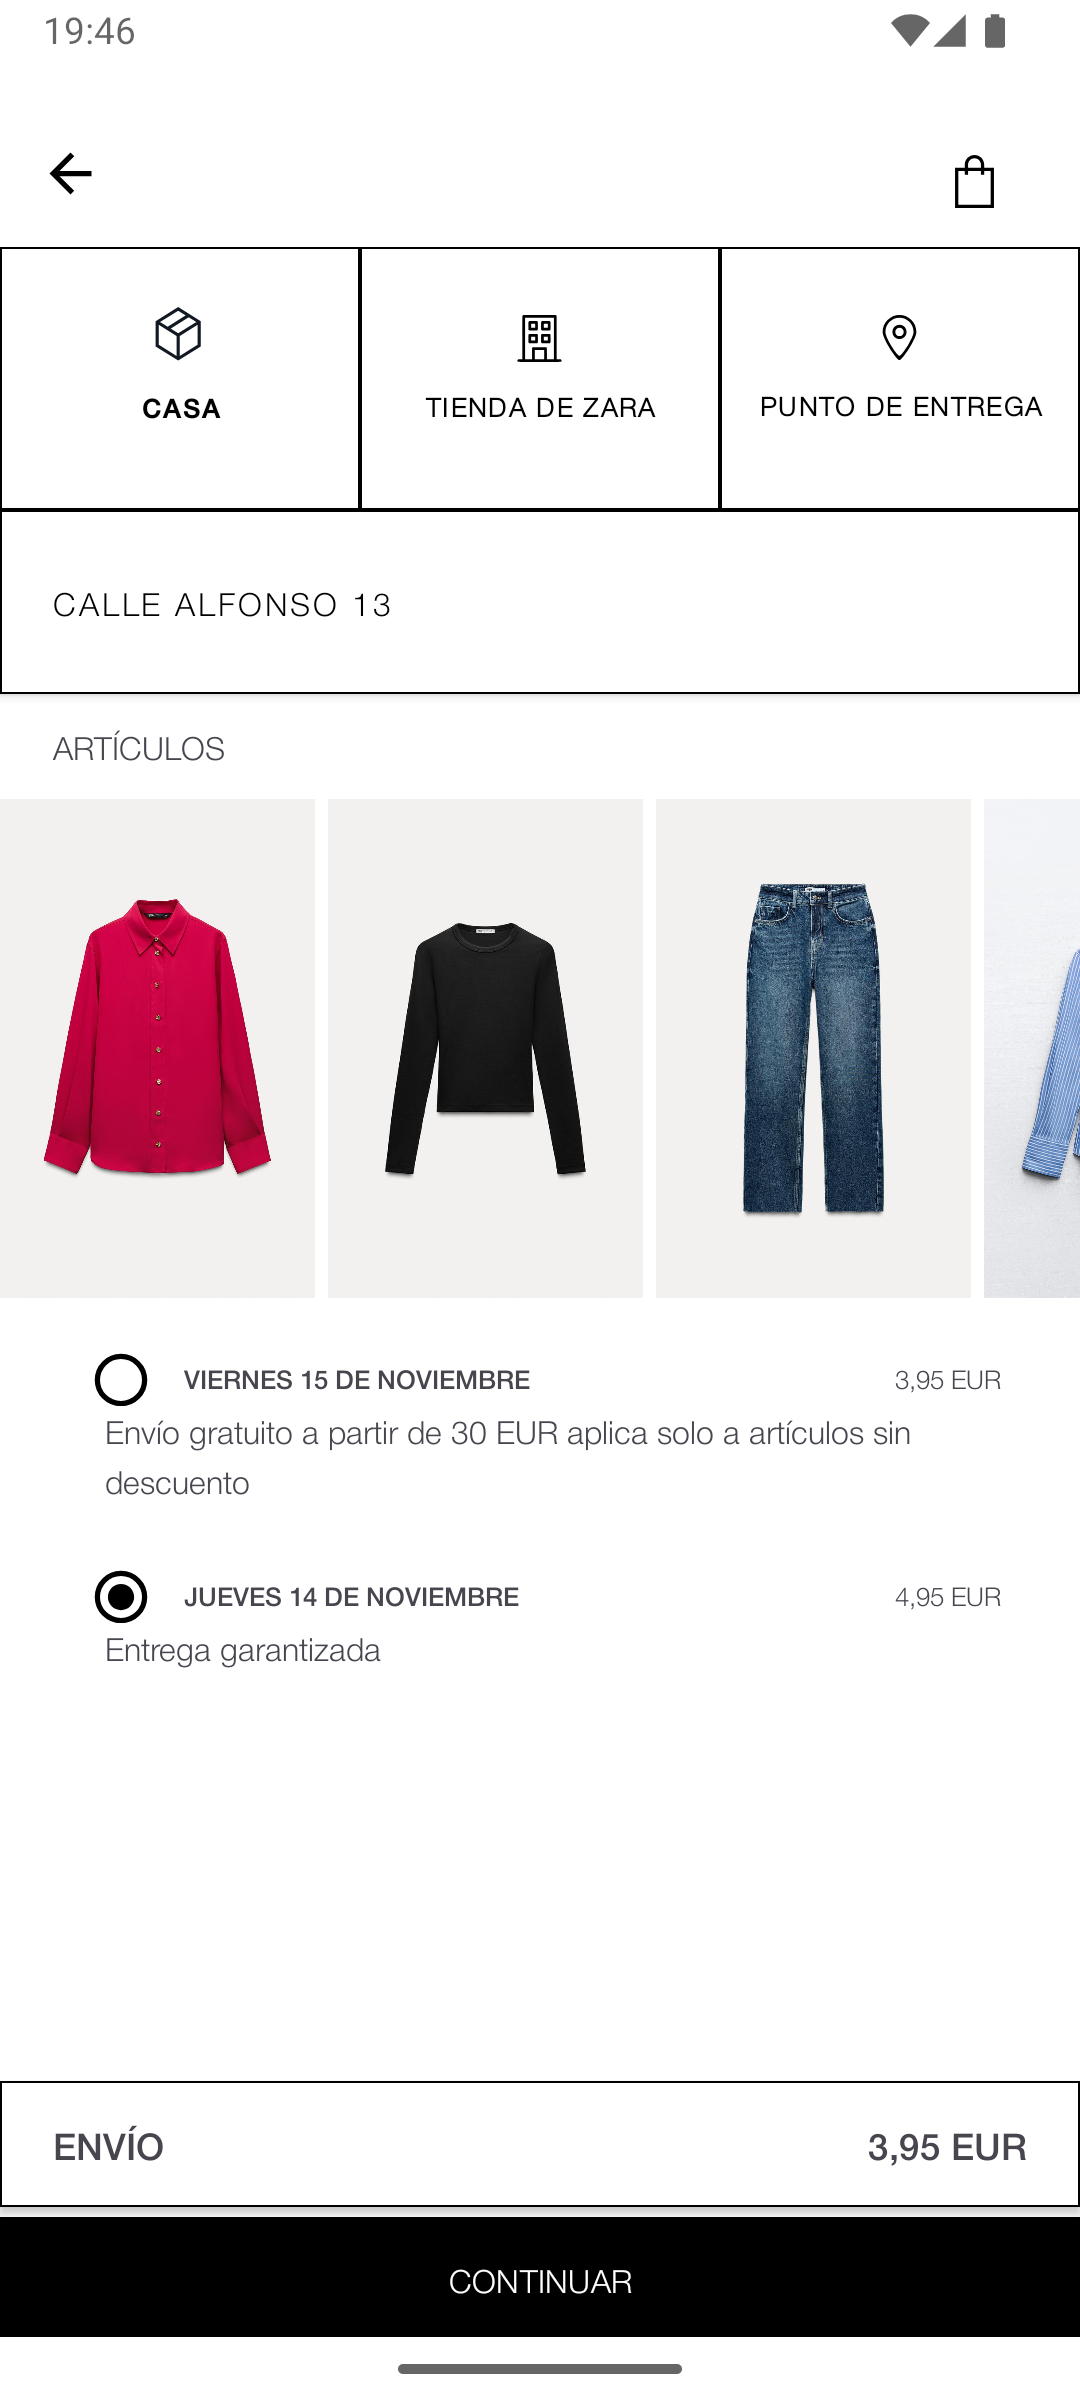 19:46
CASA
TIENDA DE ZARA
PUNTO DE ENTREGA
CALLE ALFONSO 13
ARTÍCULOS
VIERNES 15 DE NOVIEMBRE 3,95 EUR
Envío gratuito a partir de 30 EUR aplica solo a artículos sin
descuento
JUEVES 14 DE NOVIEMBRE 4,95 EUR
Entrega garantizada
ENVÍO 3,95 EUR
CONTINUAR